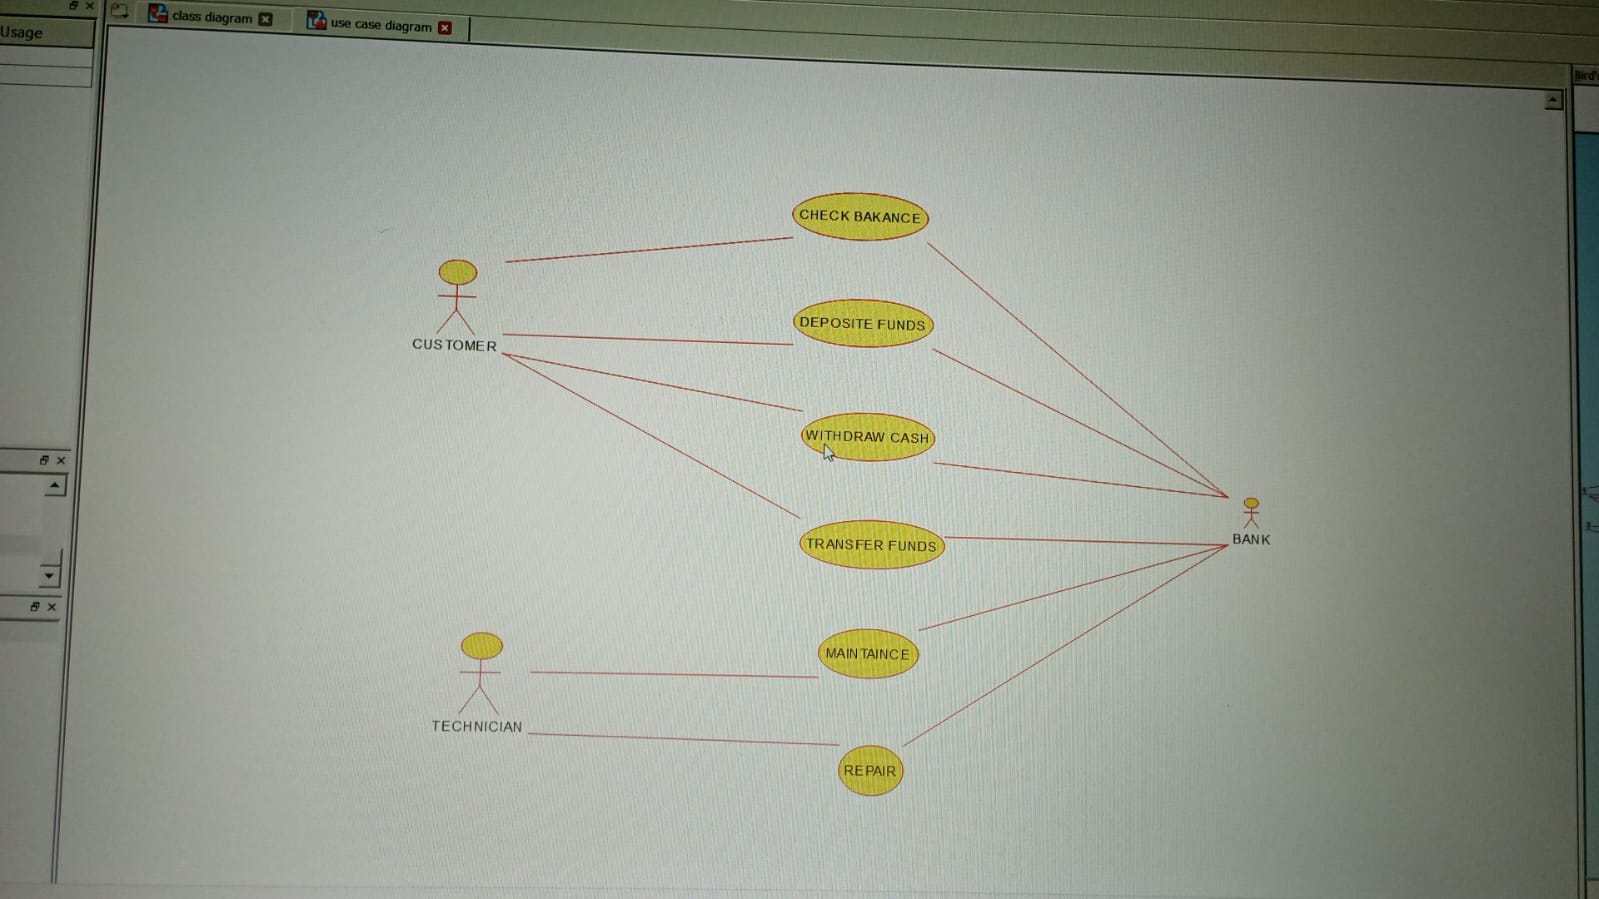 Usage
class diagram
use case diagram
Bird's
CHECK BAKANCE
CUSTOMER
DEPOSITE FUNDS
WITHDRAW CASH
TRANSFER FUNDS
BANK
MAINTAINCE
TECHNICIAN
REPAIR